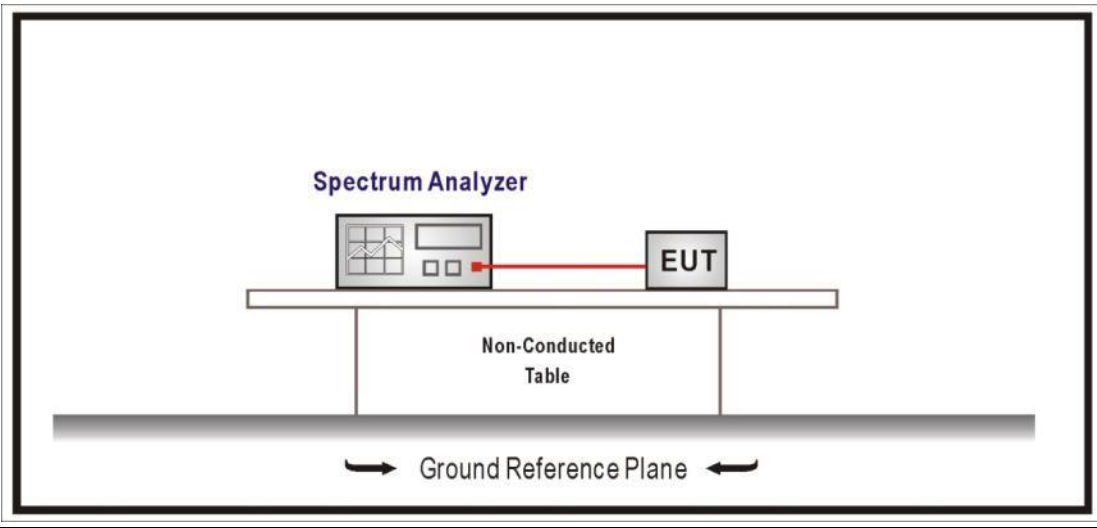 Spectrum Analyzer
EUT
Non-Conducted
Table
Ground Reference Plane